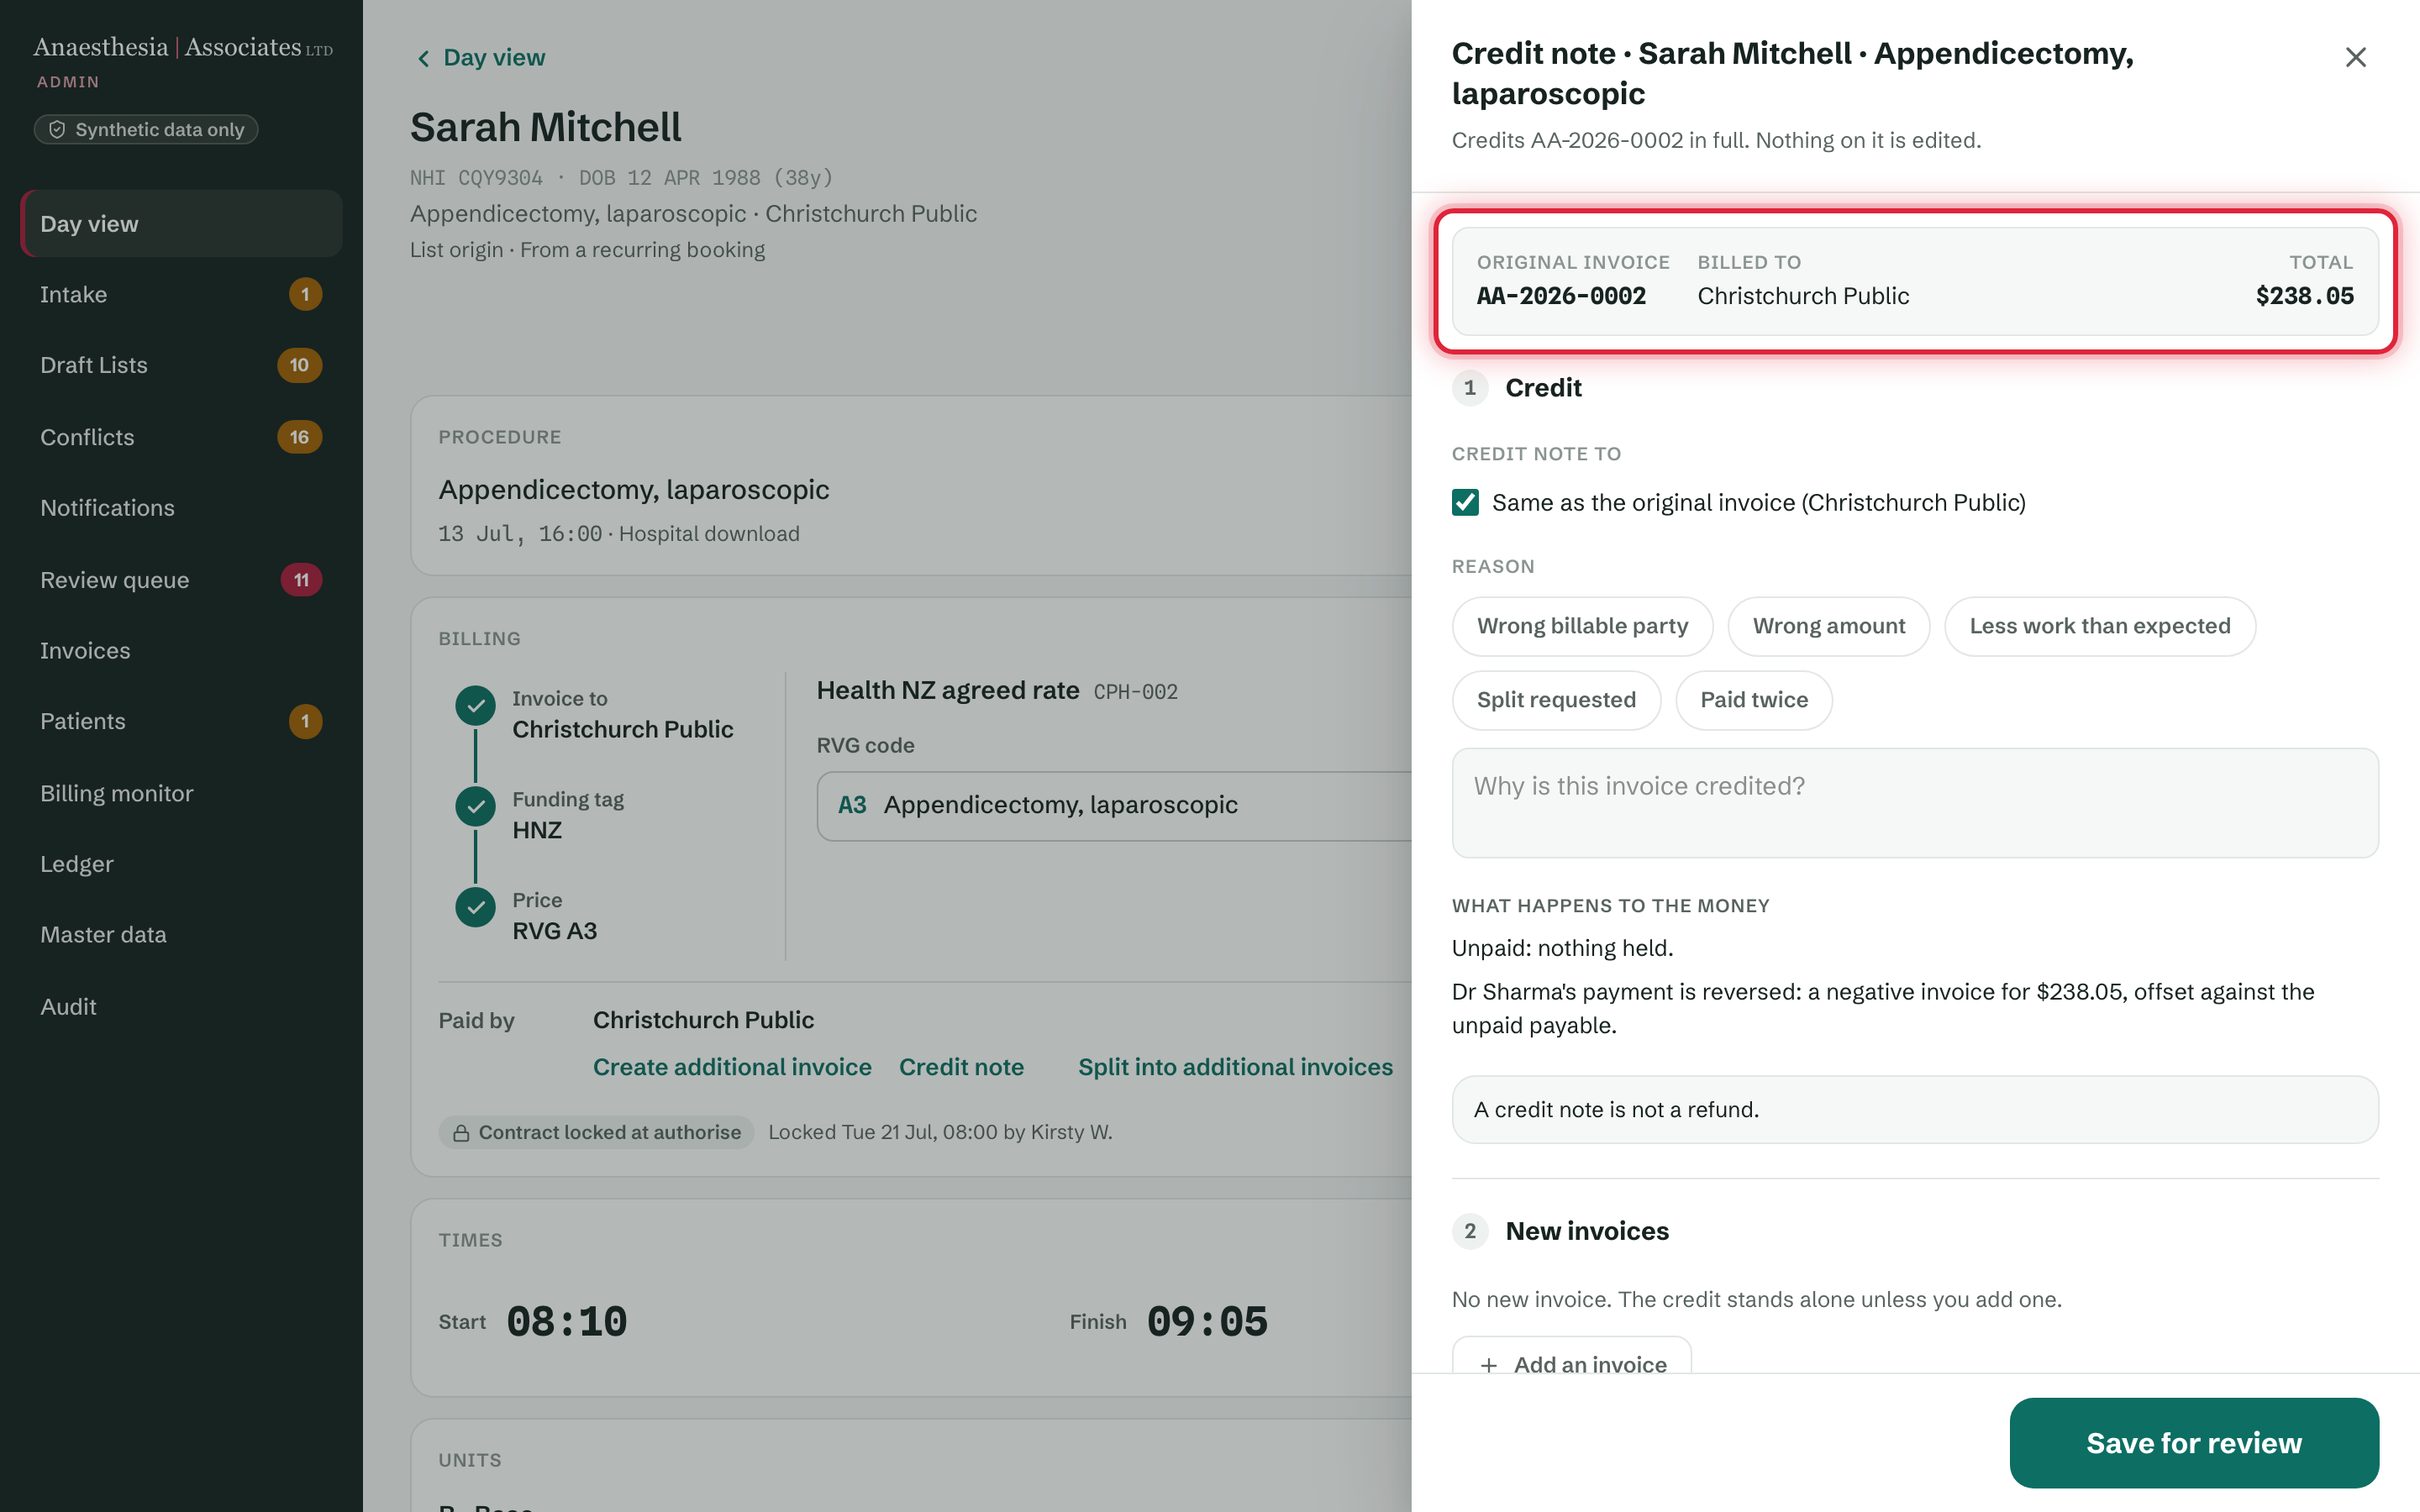 Anaesthesia | Associates LTD
ADMIN
Synthetic data only
Day view
Intake 1
Draft Lists 10
Conflicts 16
Notifications
Review queue 11
Invoices
Patients 1
Billing monitor
Ledger
Master data
Audit
Day view
Sarah Mitchell
NHI CQY9304 · DOB 12 APR 1988 (38y)
Appendicectomy, laparoscopic · Christchurch Public
List origin · From a recurring booking
PROCEDURE
Appendicectomy, laparoscopic
13 Jul, 16:00 · Hospital download
BILLING
Invoice to
Christchurch Public
Funding tag
HNZ
Price
RVG A3
Health NZ agreed rate CPH-002
RVG code
A3 Appendicectomy, laparoscopic
Paid by Christchurch Public
Create additional invoice Credit note Split into additional invoices
Contract locked at authorise Locked Tue 21 Jul, 08:00 by Kirsty W.
TIMES
Start 08:10 Finish 09:05
UNITS
Credit note · Sarah Mitchell · Appendicectomy,
laparoscopic
Credits AA-2026-0002 in full. Nothing on it is edited.
ORIGINAL INVOICE BILLED TO TOTAL
AA-2026-0002 Christchurch Public $238.05
1 Credit
CREDIT NOTE TO
Same as the original invoice (Christchurch Public)
REASON
Wrong billable party Wrong amount Less work than expected
Split requested Paid twice
Why is this invoice credited?
WHAT HAPPENS TO THE MONEY
Unpaid: nothing held.
Dr Sharma's payment is reversed: a negative invoice for $238.05, offset against the
unpaid payable.
A credit note is not a refund.
2 New invoices
No new invoice. The credit stands alone unless you add one.
+ Add an invoice
Save for review